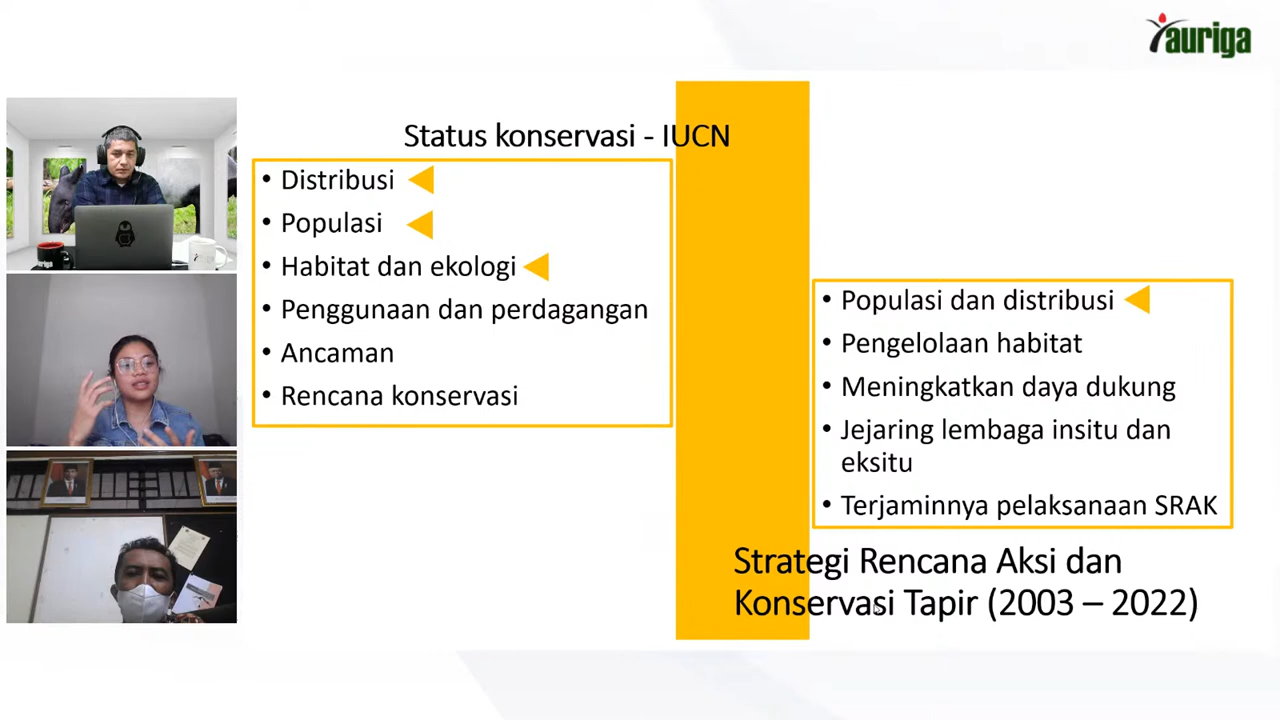 auriga
Status konservasi - IUCN
• Distribusi
• Populasi
• Habitat dan ekologi
• Penggunaan dan perdagangan
• Ancaman
• Rencana konservasi
• Populasi dan distribusi
• Pengelolaan habitat
• Meningkatkan daya dukung
• Jejaring lembaga insitu dan
eksitu
• Terjaminnya pelaksanaan SRAK
Strategi Rencana Aksi dan
Konservasi Tapir (2003 – 2022)